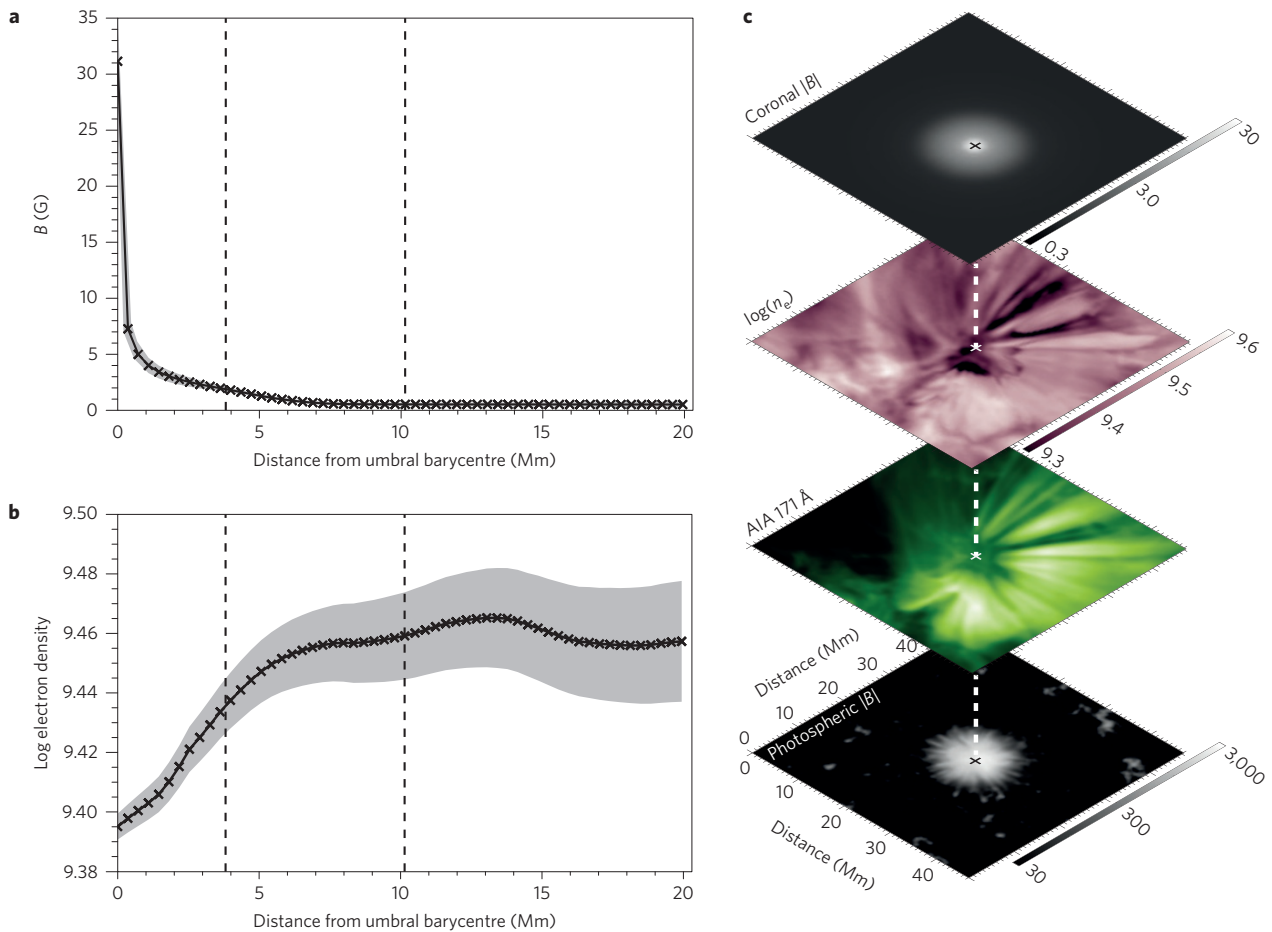 a
35
30
25
20
15
10
5
0
B (G)
0 5 10 15 20
Distance from umbral barycentre (Mm)
b
9.50
9.48
9.46
9.44
9.42
9.40
9.38
Log electron density
0 5 10 15 20
Distance from umbral barycentre (Mm)
c
Coronal |B|
30
3.0
0.3
log(nₑ)
9.6
9.5
9.4
9.3
AIA 171 Å
Distance (Mm)
40
30
20
10
0
Photospheric |B|
0
10
20
30
40
Distance (Mm)
3,000
300
30